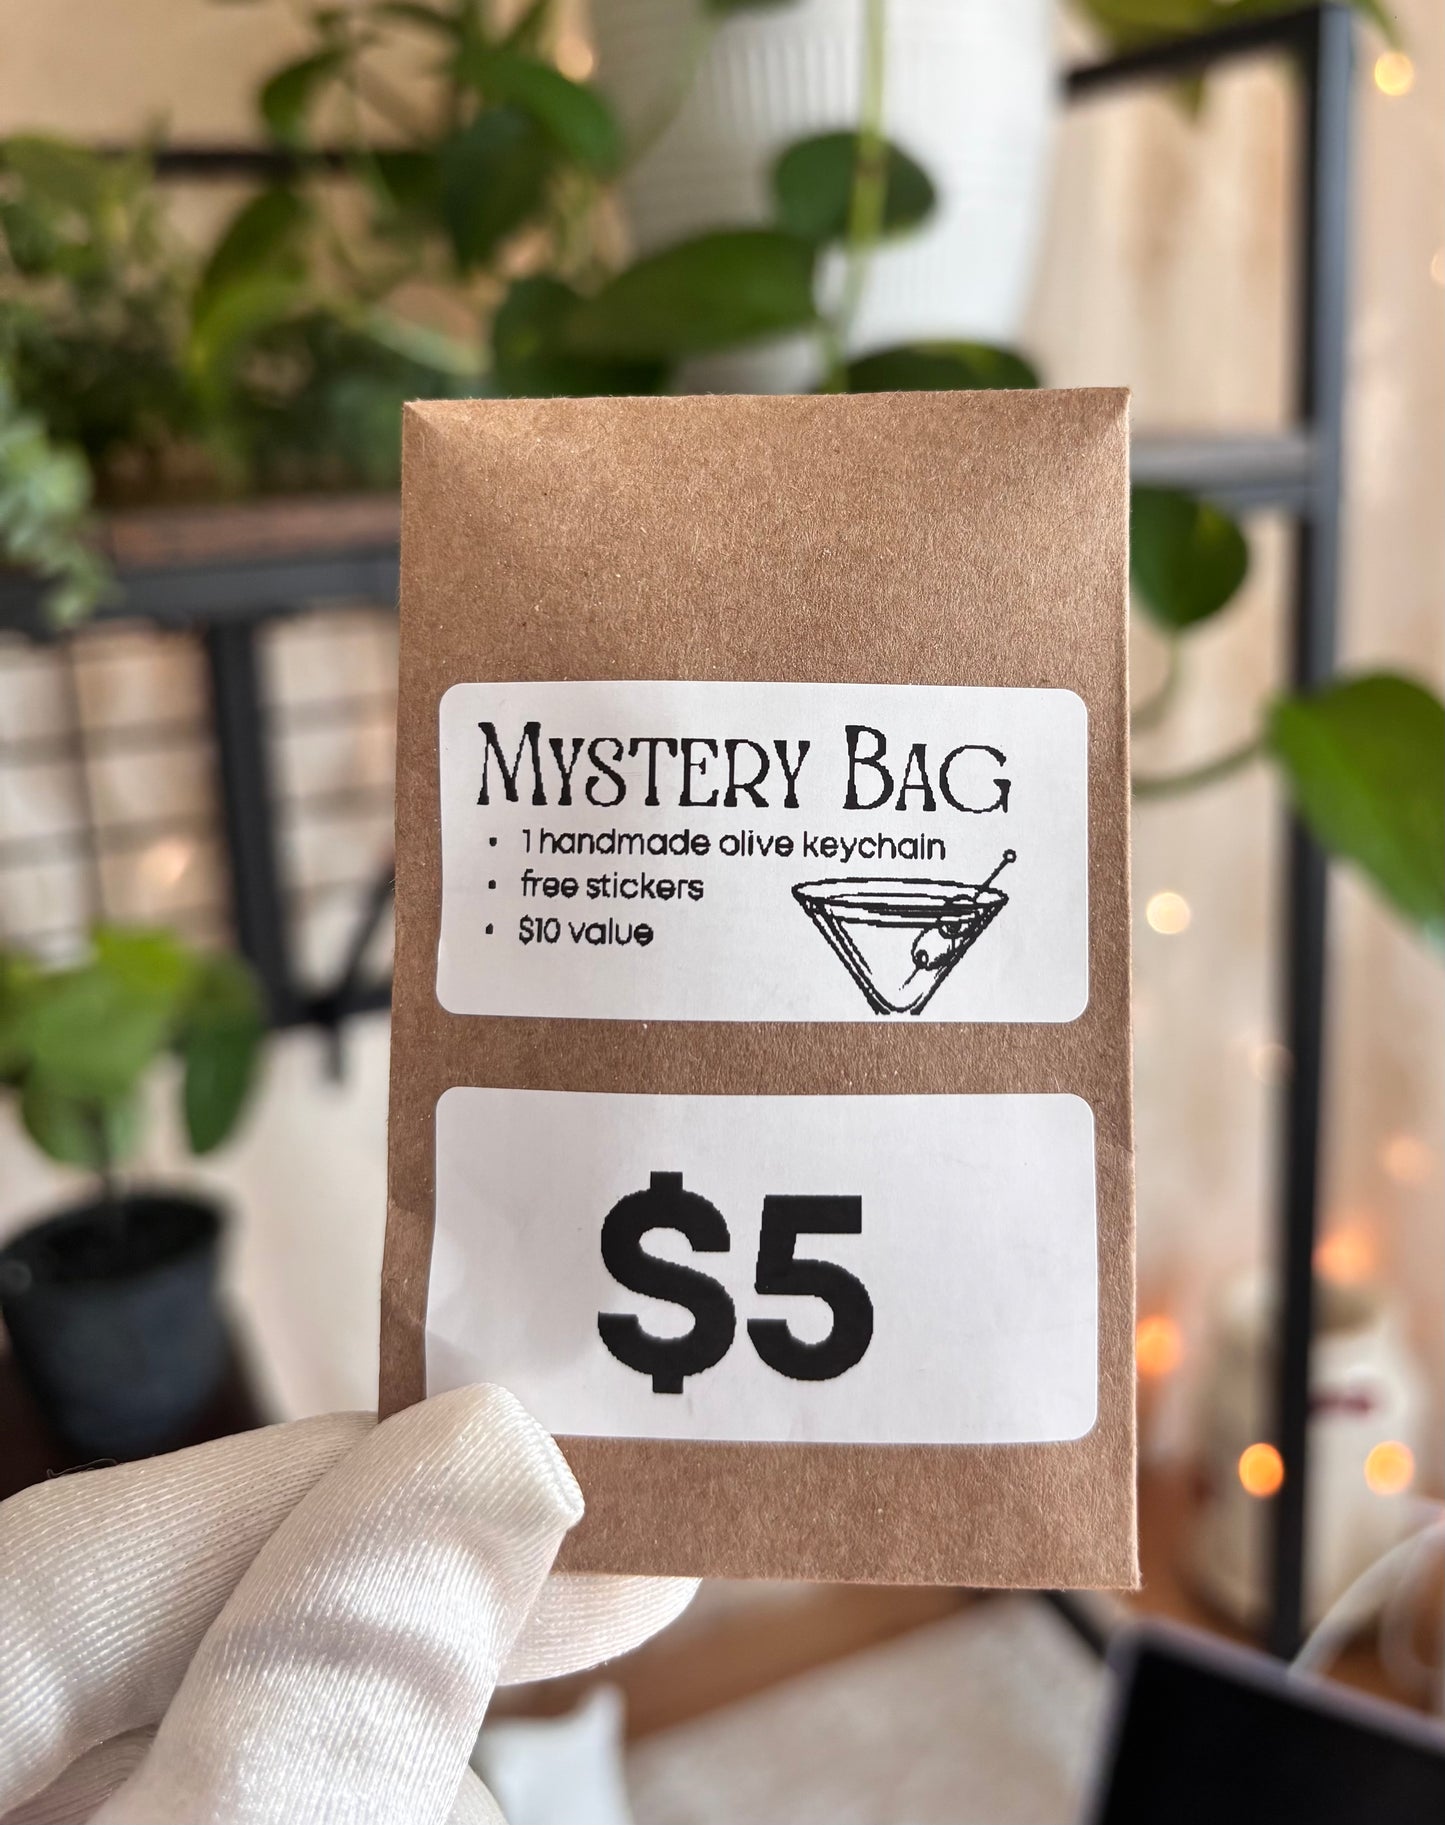 Mystery Bag
• 1 handmade olive keychain
• free stickers
• $10 value
$5